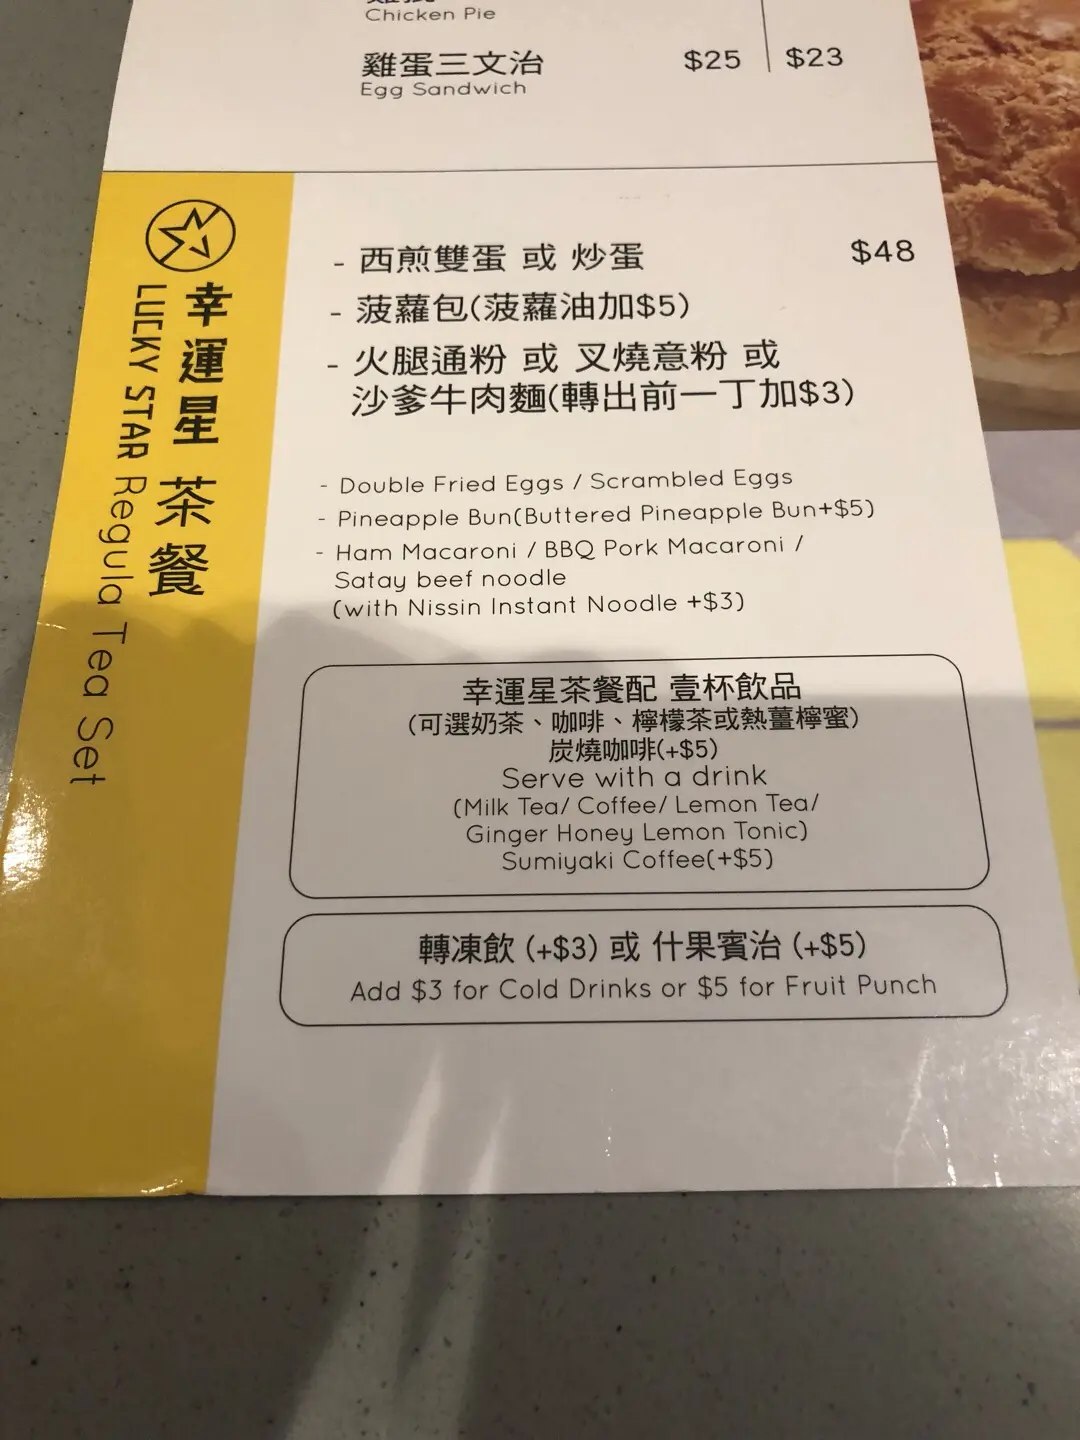 Chicken Pie
雞蛋三文治 $25 $23
Egg Sandwich
幸運星 茶餐
LUCKY STAR Regula Tea Set
- 西煎雙蛋 或 炒蛋 $48
- 菠蘿包(菠蘿油加$5)
- 火腿通粉 或 叉燒意粉 或
沙爹牛肉麵(轉出前一丁加$3)
- Double Fried Eggs / Scrambled Eggs
- Pineapple Bun(Buttered Pineapple Bun+$5)
- Ham Macaroni / BBQ Pork Macaroni /
Satay beef noodle
(with Nissin Instant Noodle +$3)
幸運星茶餐配 壹杯飲品
(可選奶茶、咖啡、檸檬茶或熱薑檸蜜)
炭燒咖啡(+$5)
Serve with a drink
(Milk Tea/ Coffee/ Lemon Tea/
Ginger Honey Lemon Tonic)
Sumiyaki Coffee(+$5)
轉凍飲 (+$3) 或 什果賓治 (+$5)
Add $3 for Cold Drinks or $5 for Fruit Punch